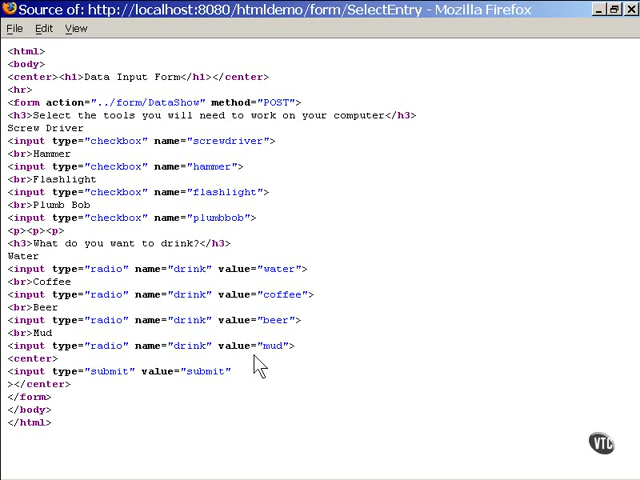 Source of: http://localhost:8080/htmldemo/form/SelectEntry - Mozilla Firefox
File Edit View
<html>
<body>
<center><h1>Data Input Form</h1></center>
<hr>
<form action="../form/DataShow" method="POST">
<h3>Select the tools you will need to work on your computer</h3>
Screw Driver
<input type="checkbox" name="screwdriver">
<br>Hammer
<input type="checkbox" name="hammer">
<br>Flashlight
<input type="checkbox" name="flashlight">
<br>Plumb Bob
<input type="checkbox" name="plumbbob">
<p><p><p>
<h3>What do you want to drink?</h3>
Water
<input type="radio" name="drink" value="water">
<br>Coffee
<input type="radio" name="drink" value="coffee">
<br>Beer
<input type="radio" name="drink" value="beer">
<br>Mud
<input type="radio" name="drink" value="mud">
<center>
<input type="submit" value="submit"
></center>
</form>
</body>
</html>
VTC